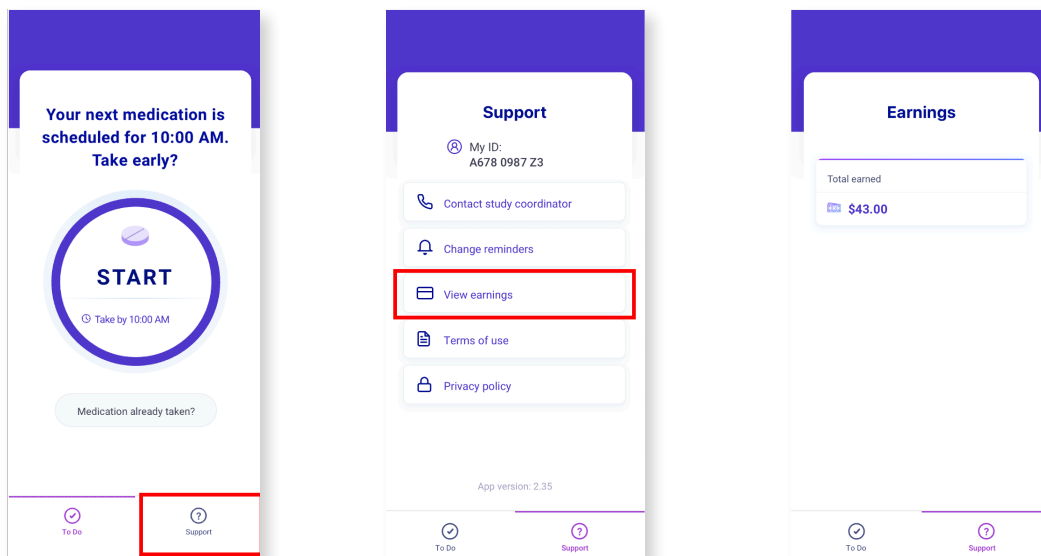 Your next medication is
scheduled for 10:00 AM.
Take early?
START
Take by 10:00 AM
Medication already taken?
To Do
Support
Support
My ID:
A678 0987 Z3
Contact study coordinator
Change reminders
View earnings
Terms of use
Privacy policy
App version: 2.35
To Do
Support
Earnings
Total earned
$43.00
To Do
Support